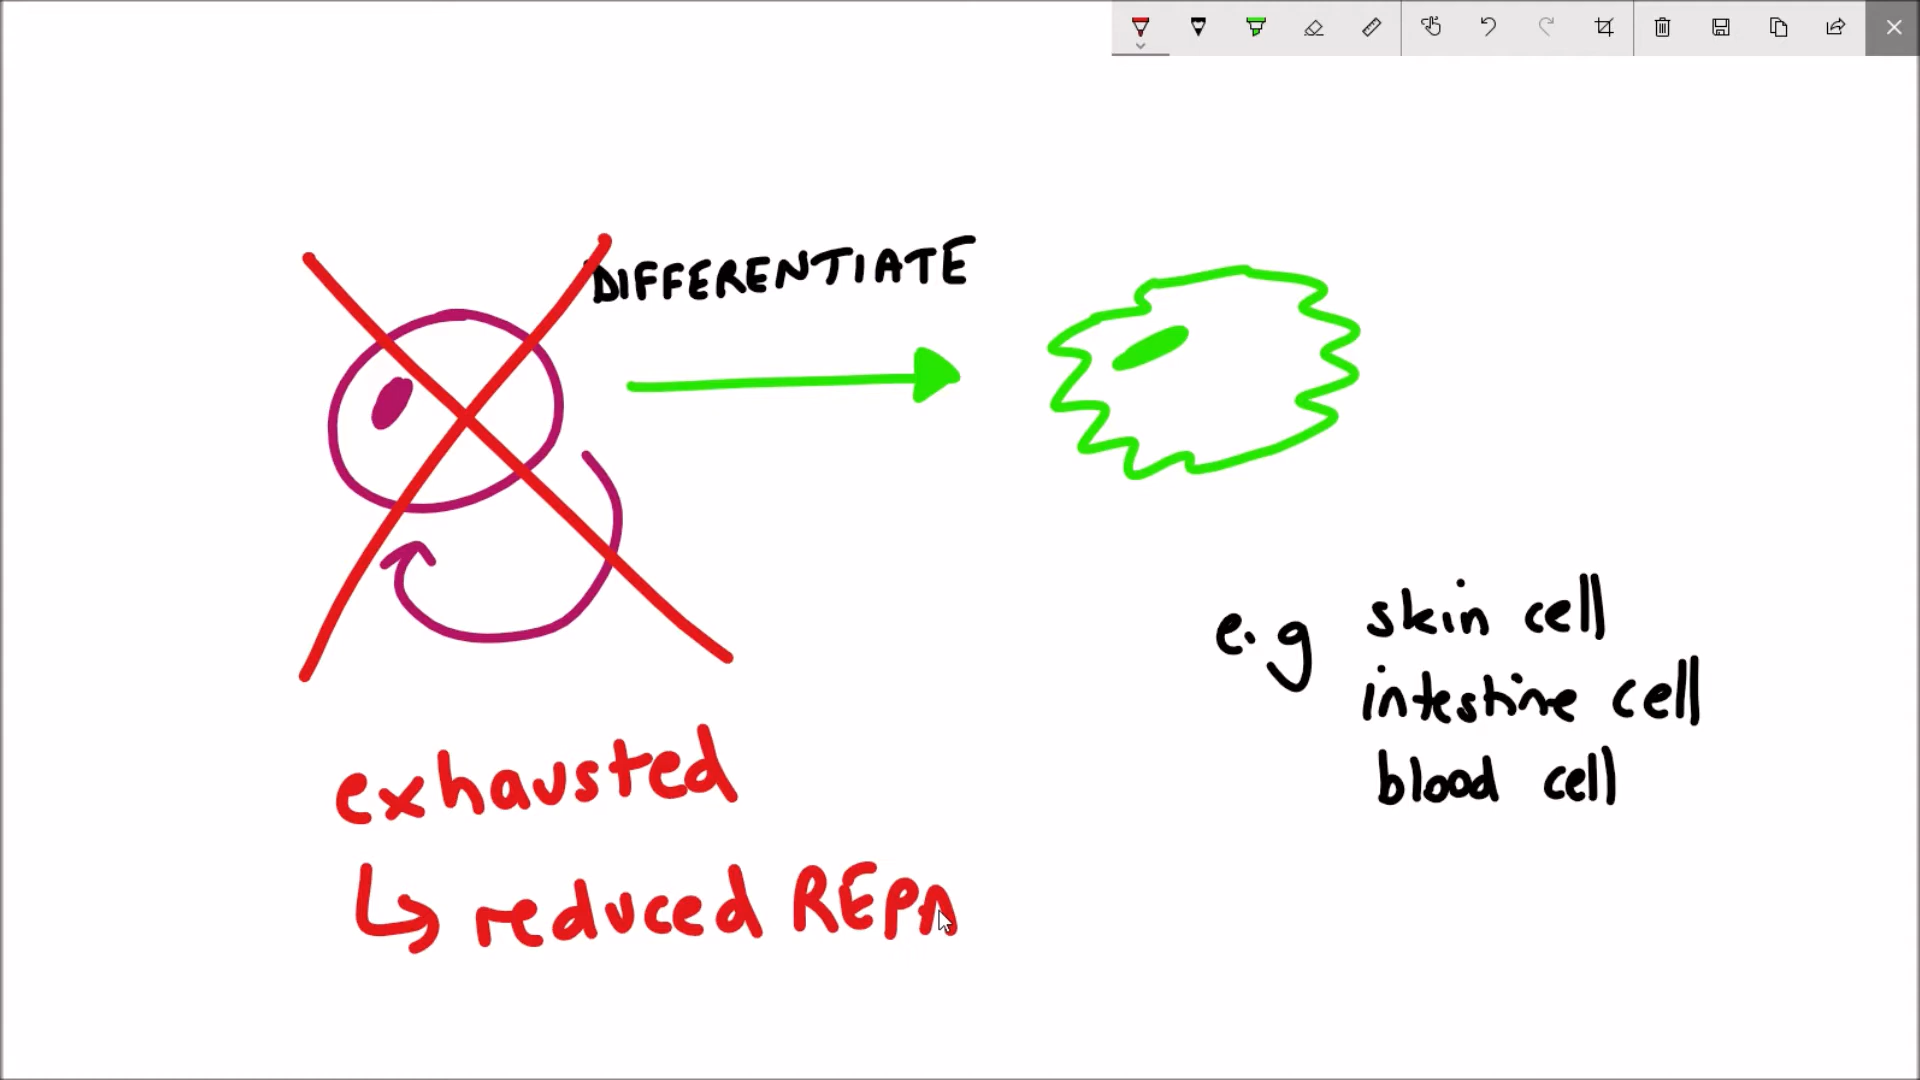 DIFFERENTIATE
e.g skin cell
intestine cell
blood cell
exhausted
↳ reduced REPA